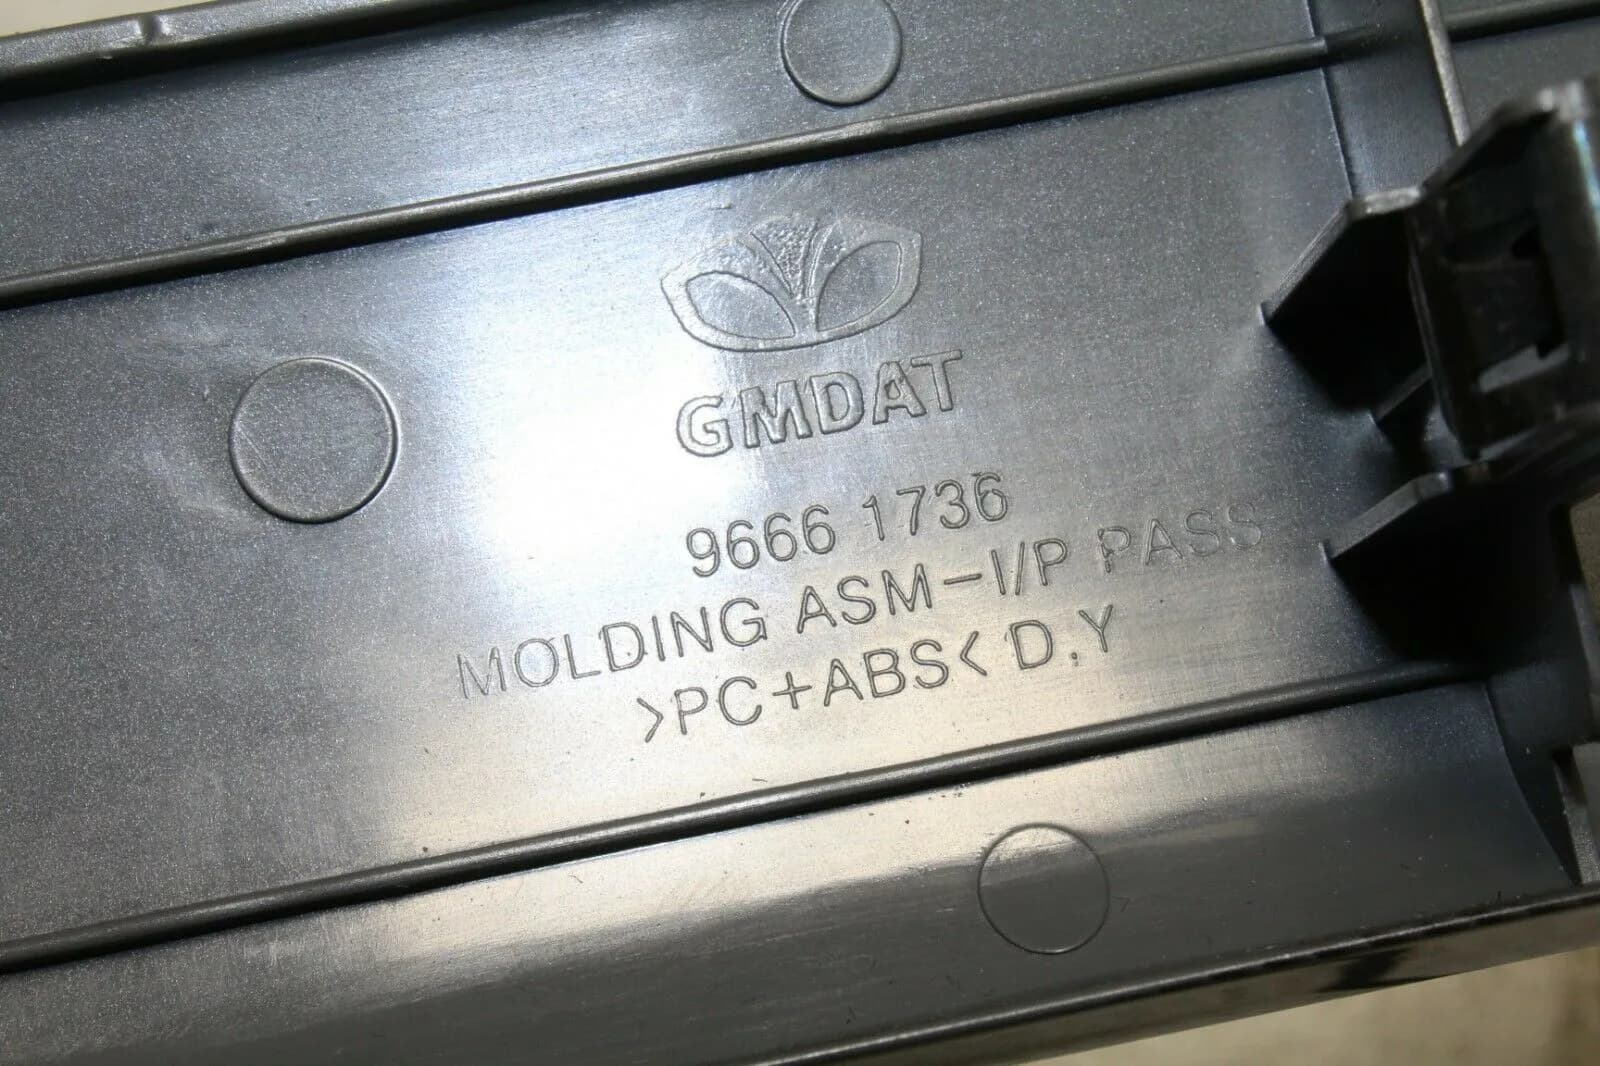 GMDAT
9666 1736
MOLDING ASM-I/P PASS
>PC+ABS< D.Y